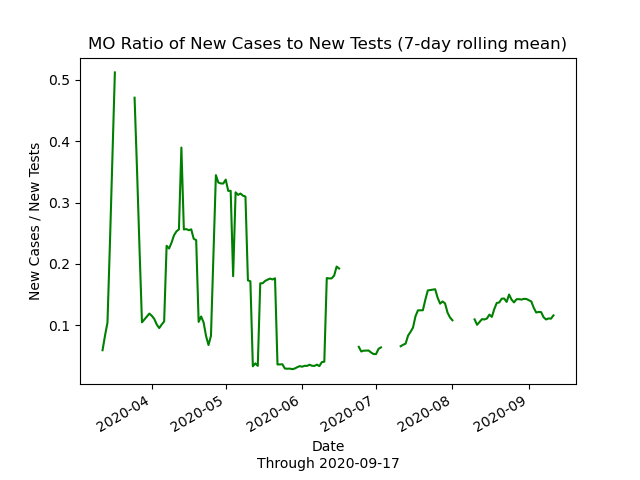 MO Ratio of New Cases to New Tests (7-day rolling mean)
New Cases / New Tests
0.5
0.4
0.3
0.2
0.1
2020-04
2020-05
2020-06
2020-07
2020-08
2020-09
Date
Through 2020-09-17